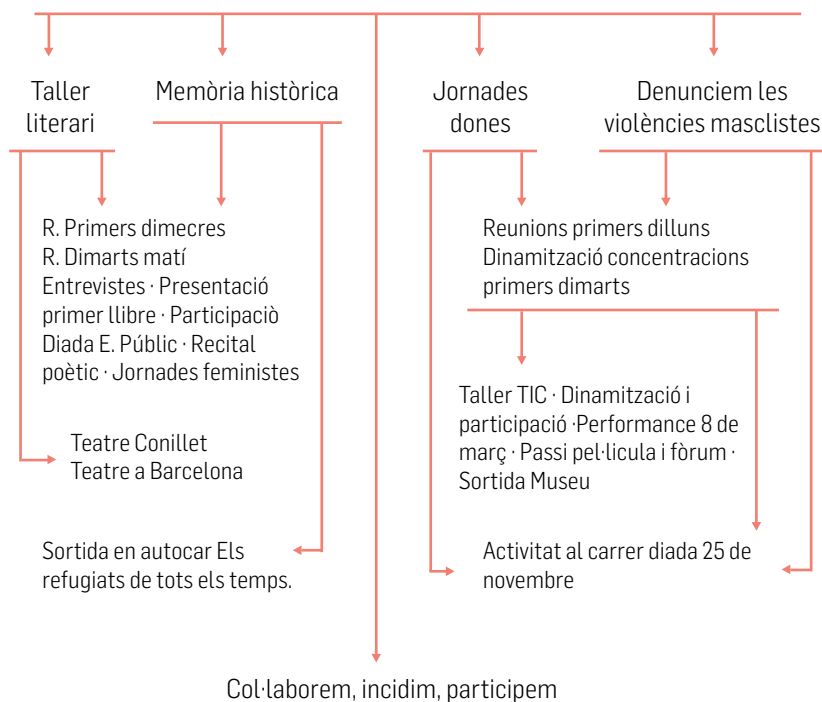 Taller
literari
Memòria històrica
Jornades
dones
Denunciem les
violències masclistes
R. Primers dimecres
R. Dimarts matí
Entrevistes · Presentació
primer llibre · Participaciò
Diada E. Públic · Recital
poètic · Jornades feministes
Reunions primers dilluns
Dinamització concentracions
primers dimarts
Taller TIC · Dinamització i
participació ·Performance 8 de
març · Passi pel·licula i fòrum ·
Sortida Museu
Teatre Conillet
Teatre a Barcelona
Sortida en autocar Els
refugiats de tots els temps.
Activitat al carrer diada 25 de
novembre
Col·laborem, incidim, participem